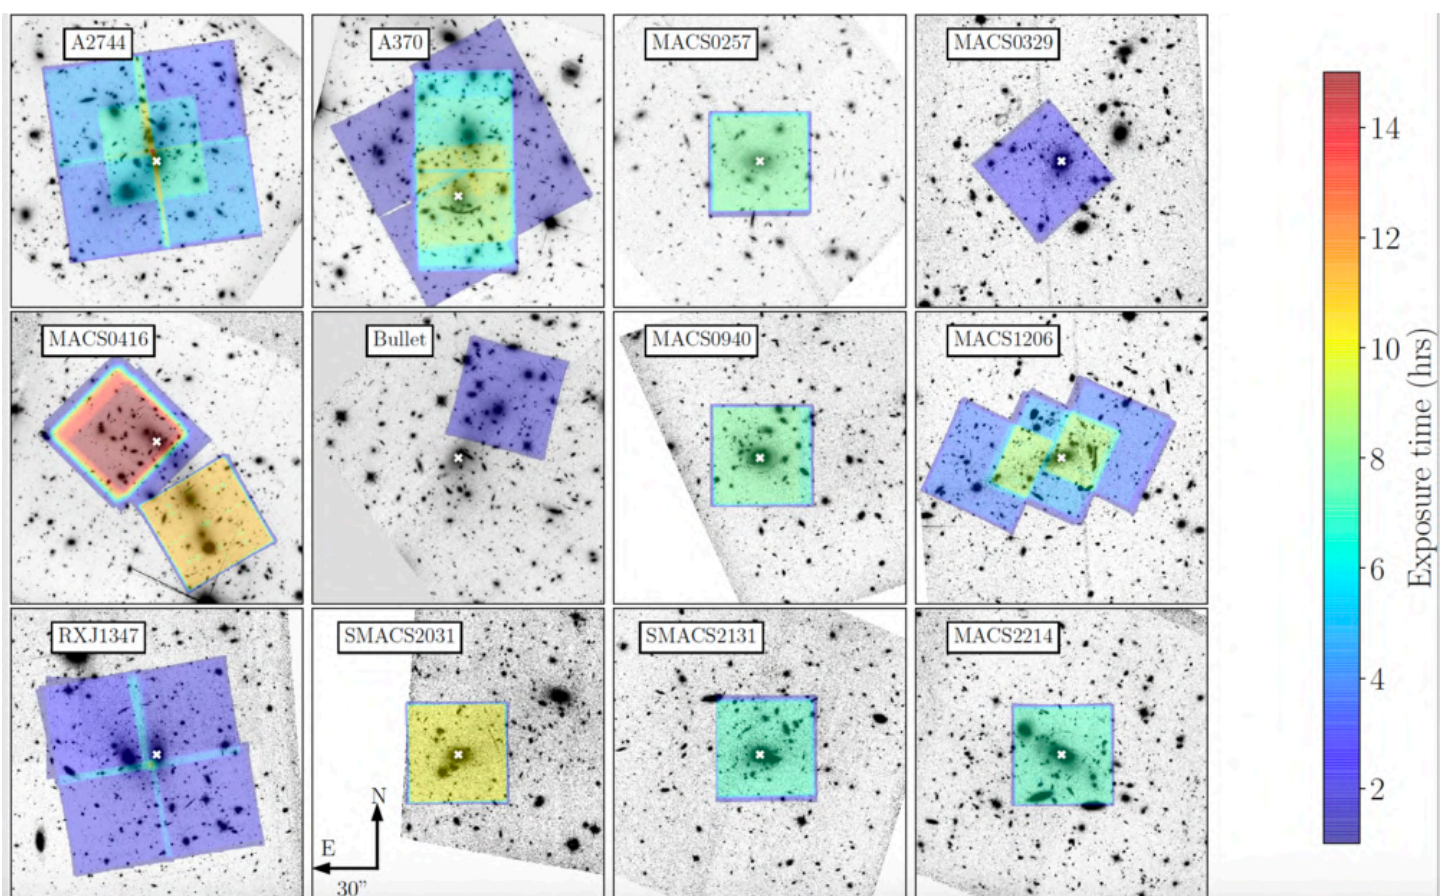 A2744
A370
MACS0257
MACS0329
MACS0416
Bullet
MACS0940
MACS1206
RXJ1347
SMACS2031
SMACS2131
MACS2214
N
E
30"
14
12
10
8
6
4
2
Exposure time (hrs)